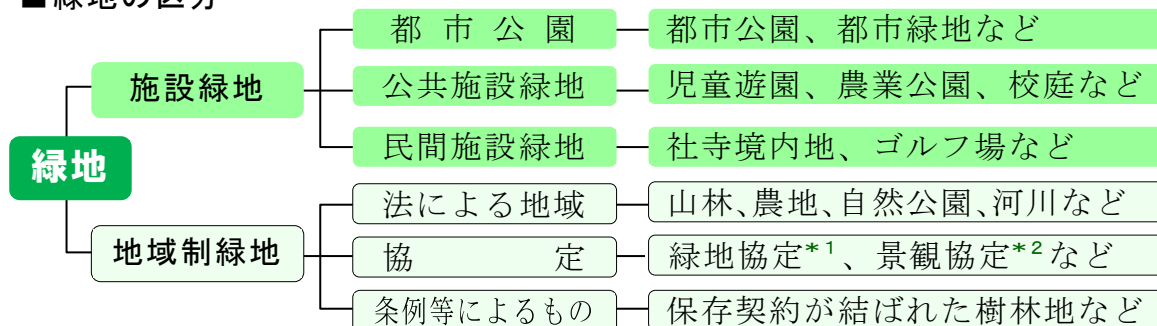 ■緑地の区分
都市公園 都市公園、都市緑地など
施設緑地
公共施設緑地 児童遊園、農業公園、校庭など
民間施設緑地 社寺境内地、ゴルフ場など
緑地
法による地域 山林、農地、自然公園、河川など
地域制緑地
協定 緑地協定*1、景観協定*2など
条例等によるもの 保存契約が結ばれた樹林地など